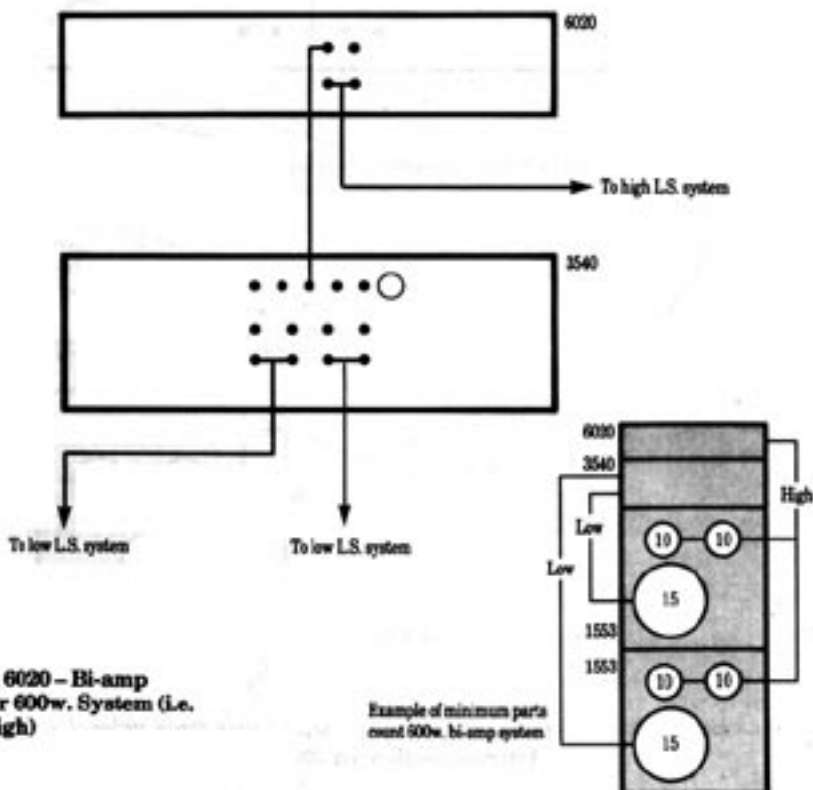 6020
To high L.S. system
3540
To low L.S. system
To low L.S. system
6020
3540
High
Low
Low
10
10
15
1553
1553
10
10
15
6020 – Bi-amp
r 600w. System (i.e.
igh)
Example of minimum parts
count 600w. bi-amp system